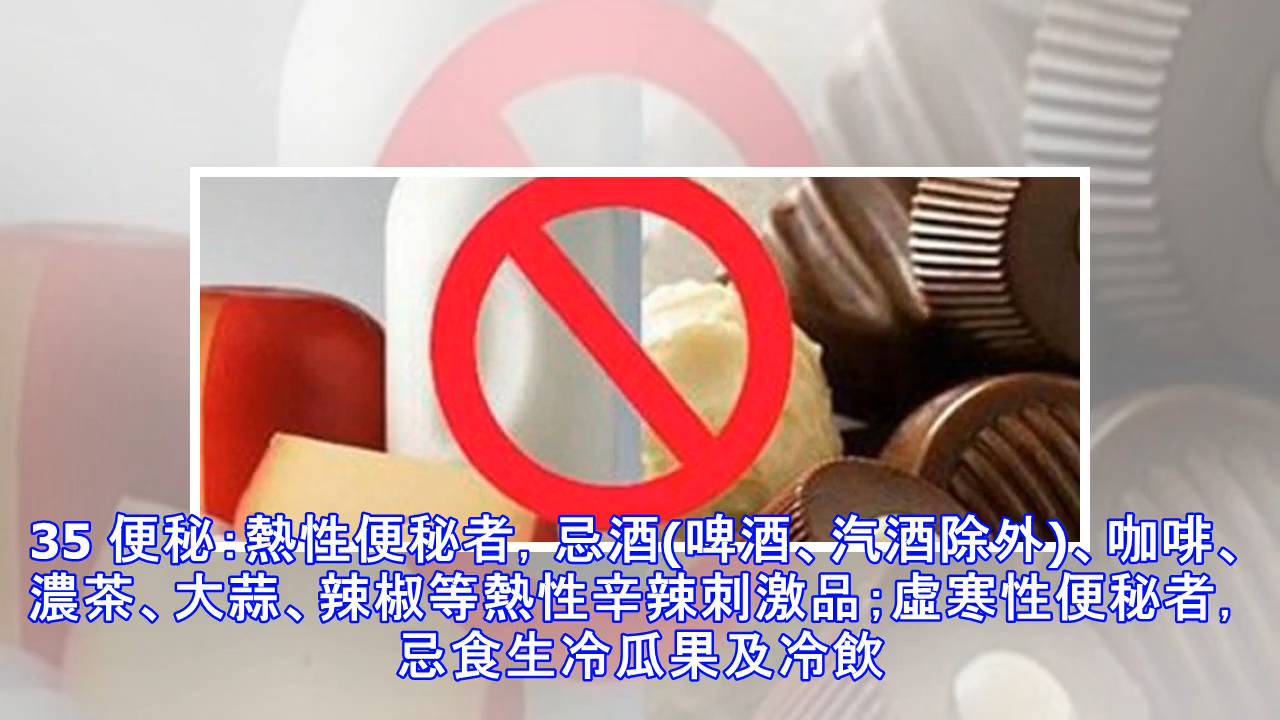 35 便秘:熱性便秘者, 忌酒(啤酒、汽酒除外)、咖啡、
濃茶、大蒜、辣椒等熱性辛辣刺激品;虛寒性便秘者,
忌食生冷瓜果及冷飲